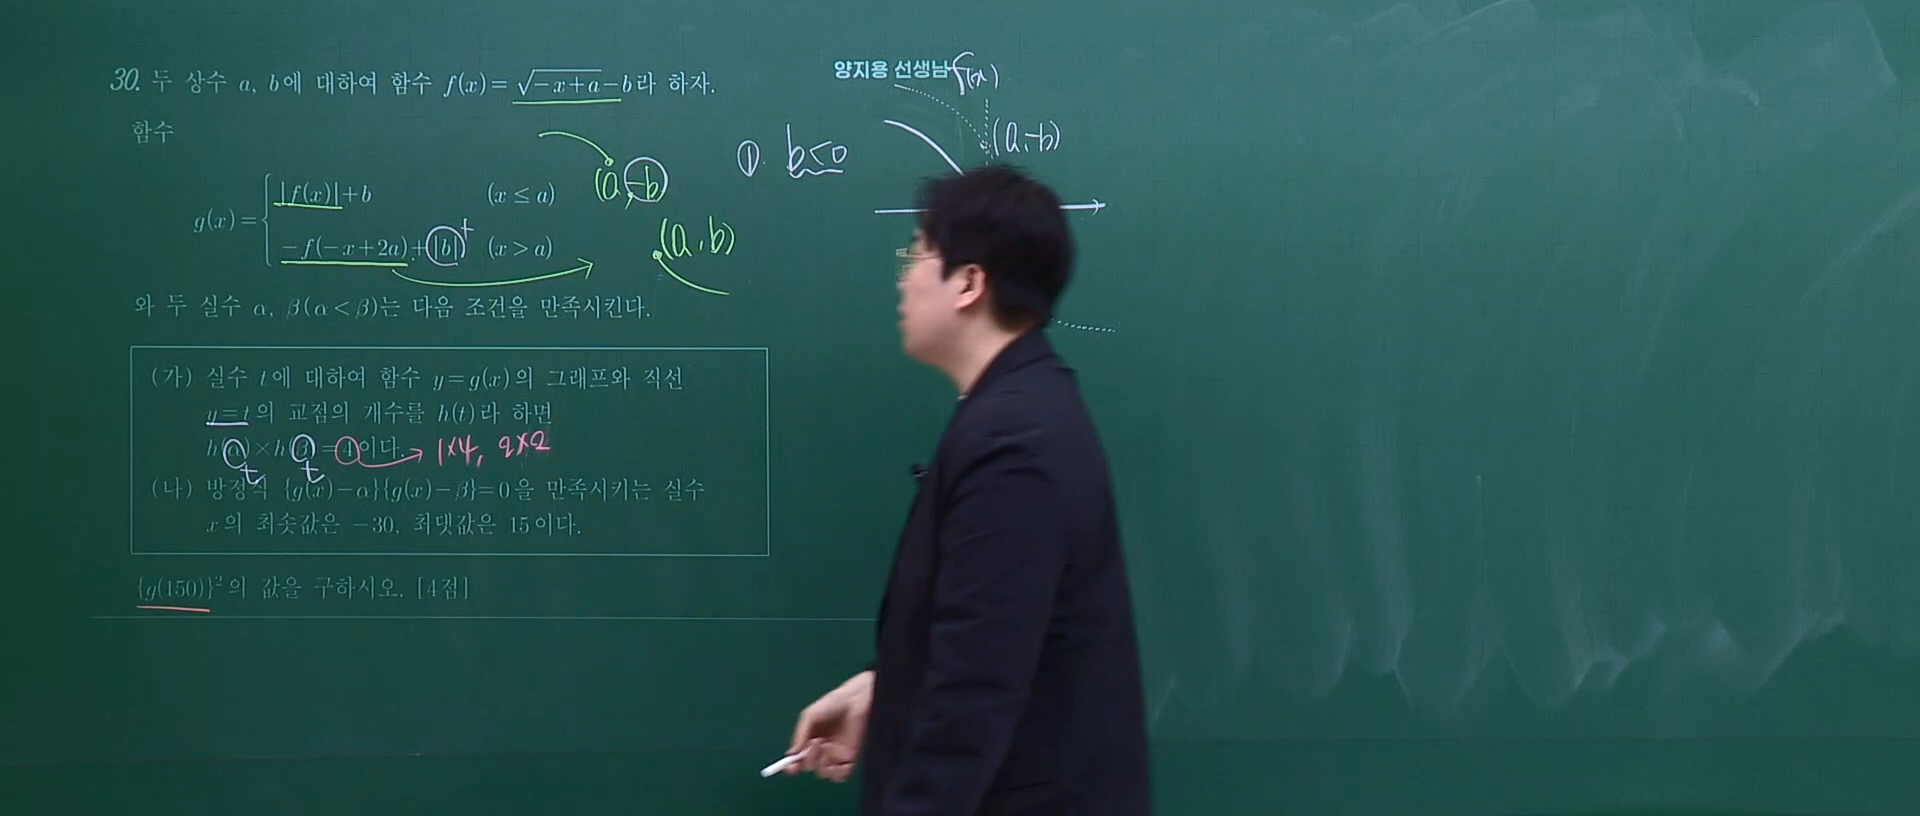 30. 두 상수 a, b에 대하여 함수 f(x)=√(-x+a)-b라 하자.
함수
g(x)={ |f(x)|+b (x≤a)
-f(-x+2a)+|b| (x>a)
와 두 실수 α, β(α<β)는 다음 조건을 만족시킨다.
(가) 실수 t에 대하여 함수 y=g(x)의 그래프와 직선
y=t의 교점의 개수를 h(t)라 하면
h(α)×h(β)=4이다. → 1×4, 2×2
t t
(나) 방정식 {g(x)-α}{g(x)-β}=0을 만족시키는 실수
x의 최솟값은 -30, 최댓값은 15이다.
{g(150)}²의 값을 구하시오. [4점]
(a, -b)
+
(a, b)
양지용 선생님
f(x)
① b<0
(a, -b)